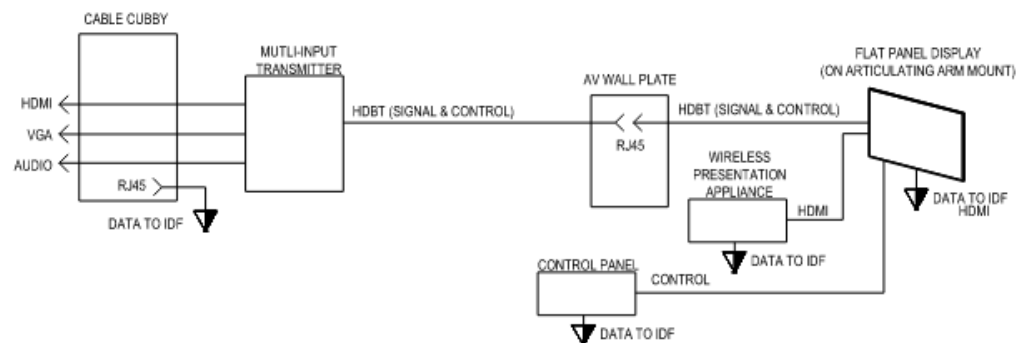 CABLE CUBBY
MUTLI-INPUT
TRANSMITTER
HDMI
VGA
AUDIO
RJ45
DATA TO IDF
HDBT (SIGNAL & CONTROL)
AV WALL PLATE
RJ45
HDBT (SIGNAL & CONTROL)
FLAT PANEL DISPLAY
(ON ARTICULATING ARM MOUNT)
WIRELESS
PRESENTATION
APPLIANCE
HDMI
DATA TO IDF
DATA TO IDF
HDMI
CONTROL PANEL
CONTROL
DATA TO IDF